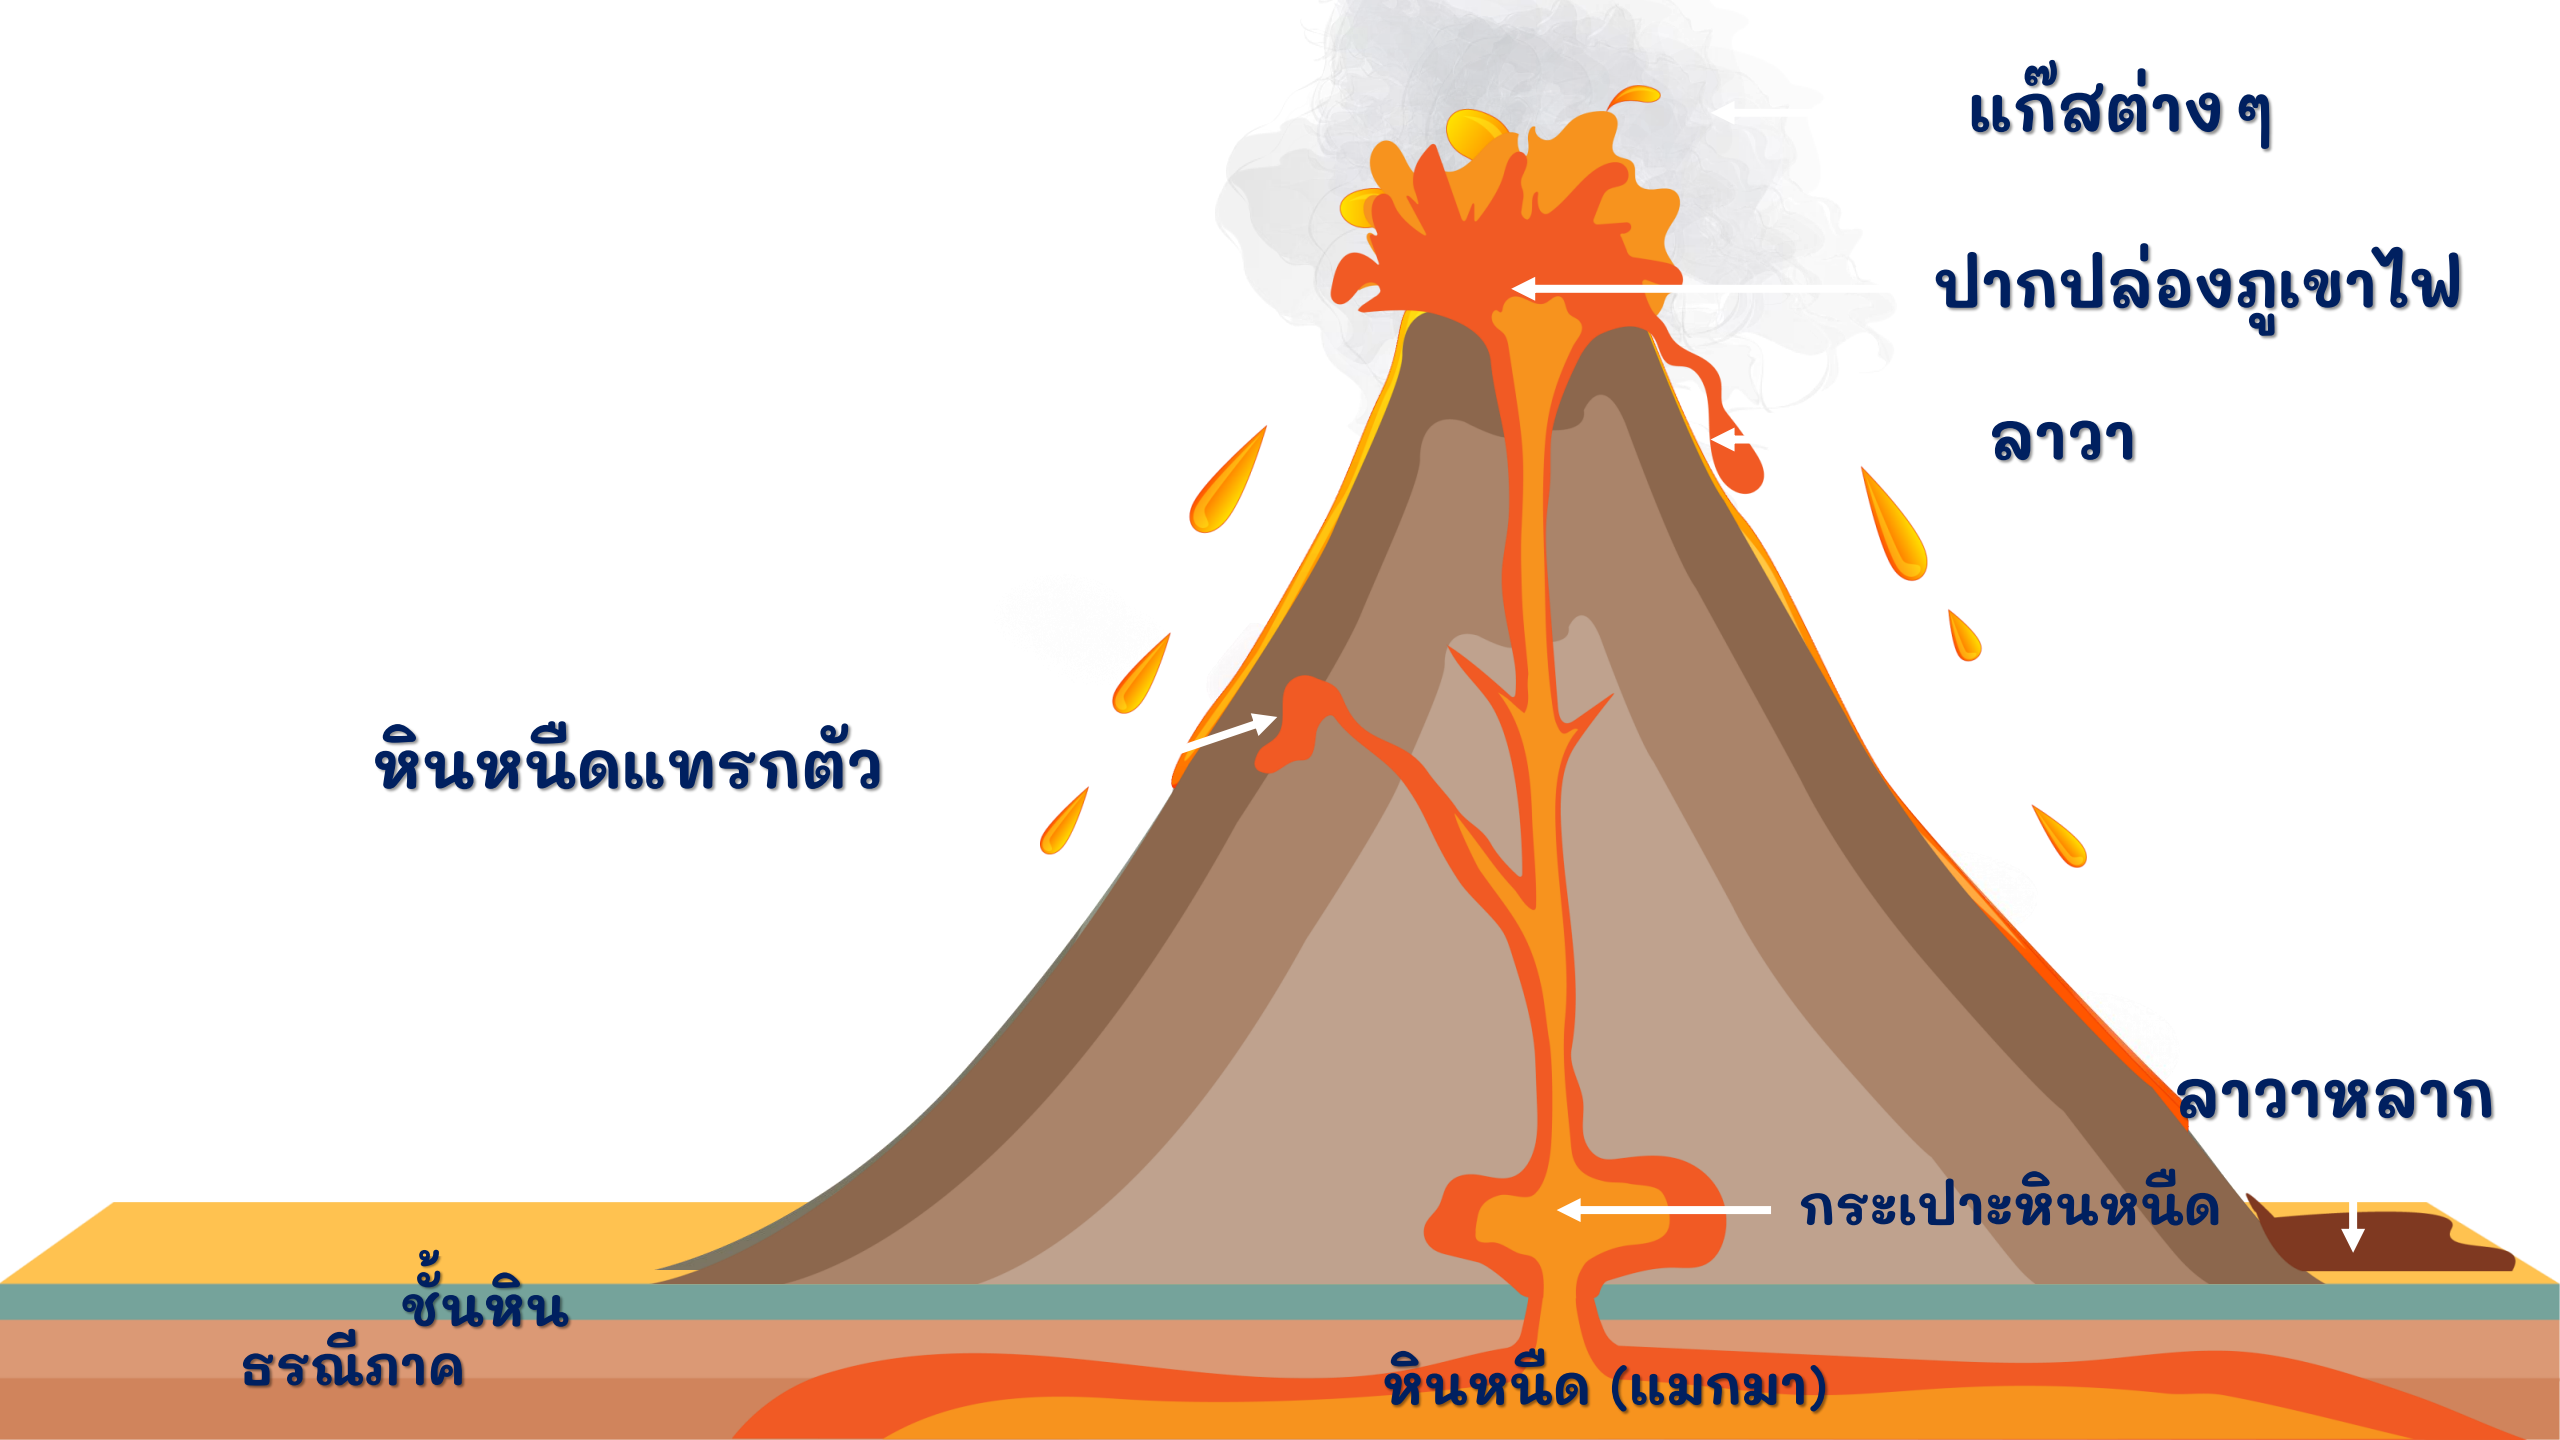 แก๊สต่าง ๆ
ปากปล่องภูเขาไฟ
ลาวา
หินหนืดแทรกตัว
ลาวาหลาก
กระเปาะหินหนืด
ชั้นหิน
ธรณีภาค
หินหนืด (แมกมา)